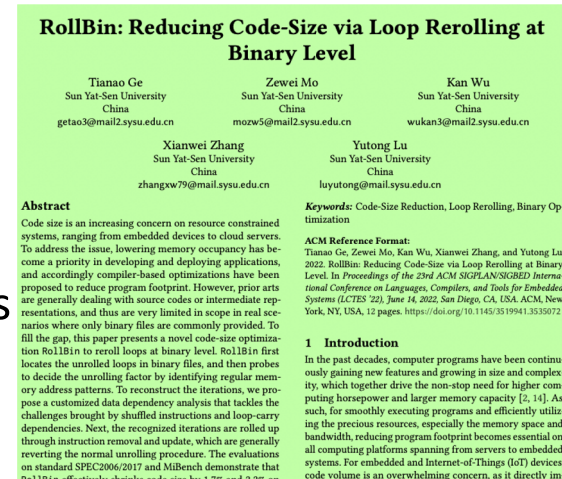 RollBin: Reducing Code-Size via Loop Rerolling at
Binary Level
Tianao Ge
Sun Yat-Sen University
China
getao3@mail2.sysu.edu.cn
Zewei Mo
Sun Yat-Sen University
China
mozw5@mail2.sysu.edu.cn
Kan Wu
Sun Yat-Sen University
China
wukan3@mail2.sysu.edu.cn
Xianwei Zhang
Sun Yat-Sen University
China
zhangxw79@mail.sysu.edu.cn
Yutong Lu
Sun Yat-Sen University
China
luyutong@mail.sysu.edu.cn
s
Abstract
Code size is an increasing concern on resource constrained
systems, ranging from embedded devices to cloud servers.
To address the issue, lowering memory occupancy has be-
come a priority in developing and deploying applications,
and accordingly compiler-based optimizations have been
proposed to reduce program footprint. However, prior arts
are generally dealing with source codes or intermediate rep-
resentations, and thus are very limited in scope in real sce-
narios where only binary files are commonly provided. To
fill the gap, this paper presents a novel code-size optimiza-
tion RollBin to reroll loops at binary level. RollBin first
locates the unrolled loops in binary files, and then probes
to decide the unrolling factor by identifying regular mem-
ory address patterns. To reconstruct the iterations, we pro-
pose a customized data dependency analysis that tackles the
challenges brought by shuffled instructions and loop-carry
dependencies. Next, the recognized iterations are rolled up
through instruction removal and update, which are generally
reverting the normal unrolling procedure. The evaluations
on standard SPEC2006/2017 and MiBench demonstrate that
Keywords: Code-Size Reduction, Loop Rerolling, Binary Op-
timization
ACM Reference Format:
Tianao Ge, Zewei Mo, Kan Wu, Xianwei Zhang, and Yutong Lu
2022. RollBin: Reducing Code-Size via Loop Rerolling at Binary
Level. In Proceedings of the 23rd ACM SIGPLAN/SIGBED Interna-
tional Conference on Languages, Compilers, and Tools for Embedded
Systems (LCTES '22), June 14, 2022, San Diego, CA, USA. ACM, New
York, NY, USA, 12 pages. https://doi.org/10.1145/3519941.3535072
1 Introduction
In the past decades, computer programs have been continu-
ously gaining new features and growing in size and complex-
ity, which together drive the non-stop need for higher com-
puting horsepower and larger memory capacity [2, 14]. As
such, for smoothly executing programs and efficiently utiliz-
ing the precious resources, especially the memory space and
bandwidth, reducing program footprint becomes essential on
all computing platforms spanning from servers to embedded
systems. For embedded and Internet-of-Things (IoT) devices
code volume is an overwhelming concern, as it directly im